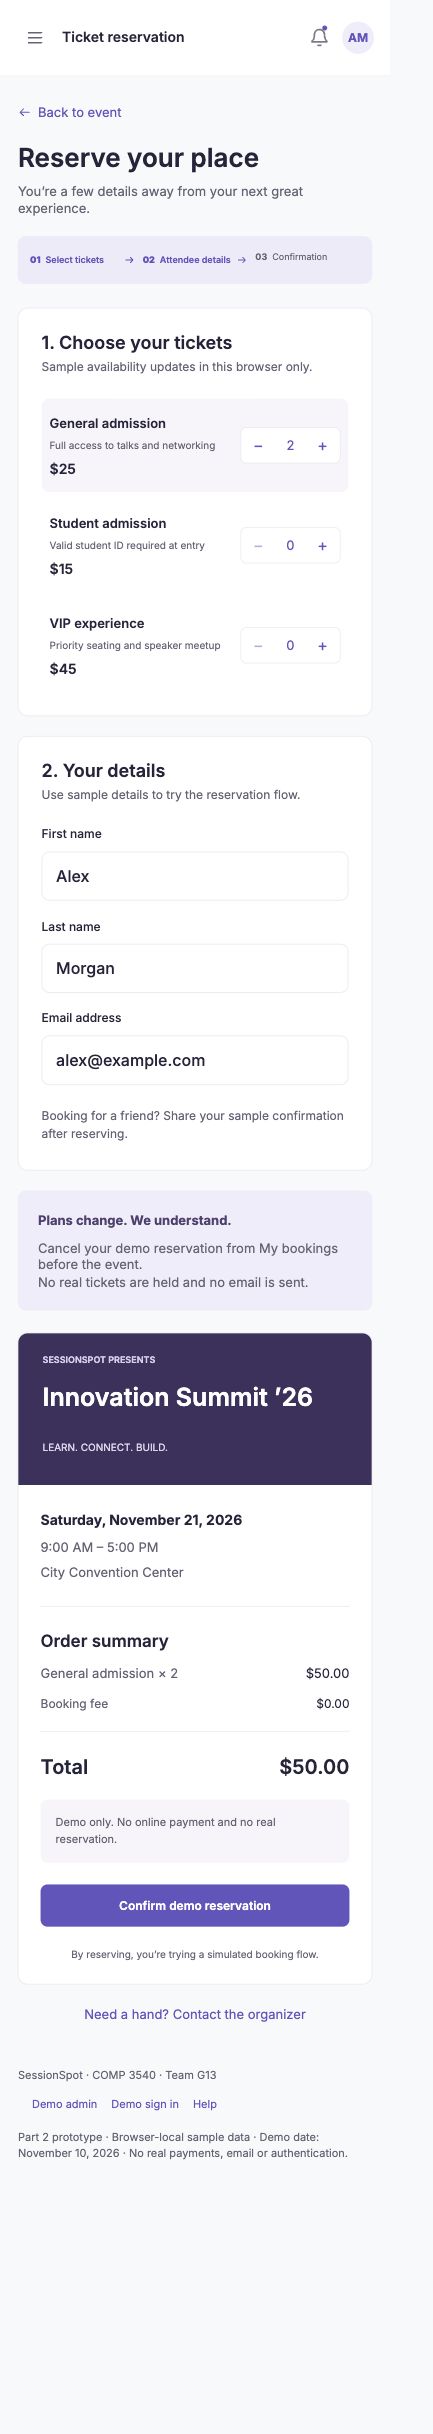 Ticket reservation
AM
← Back to event
Reserve your place
You're a few details away from your next great
experience.
01 Select tickets → 02 Attendee details → 03 Confirmation
1. Choose your tickets
Sample availability updates in this browser only.
General admission
Full access to talks and networking
$25
− 2 +
Student admission
Valid student ID required at entry
$15
− 0 +
VIP experience
Priority seating and speaker meetup
$45
− 0 +
2. Your details
Use sample details to try the reservation flow.
First name
Alex
Last name
Morgan
Email address
alex@example.com
Booking for a friend? Share your sample confirmation
after reserving.
Plans change. We understand.
Cancel your demo reservation from My bookings
before the event.
No real tickets are held and no email is sent.
SESSIONSPOT PRESENTS
Innovation Summit ’26
LEARN. CONNECT. BUILD.
Saturday, November 21, 2026
9:00 AM – 5:00 PM
City Convention Center
Order summary
General admission × 2 $50.00
Booking fee $0.00
Total $50.00
Demo only. No online payment and no real
reservation.
Confirm demo reservation
By reserving, you’re trying a simulated booking flow.
Need a hand? Contact the organizer
SessionSpot · COMP 3540 · Team G13
Demo admin Demo sign in Help
Part 2 prototype · Browser-local sample data · Demo date:
November 10, 2026 · No real payments, email or authentication.